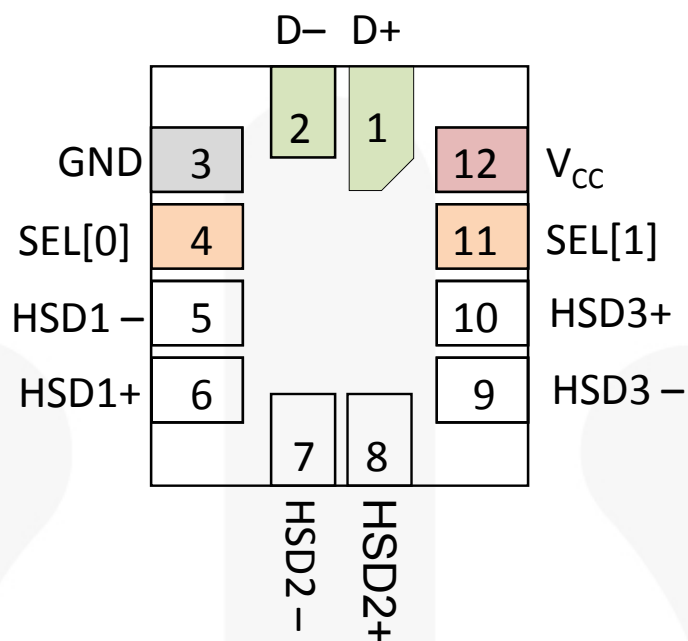 D– D+
2 1
GND 3 12 VCC
SEL[0] 4 11 SEL[1]
HSD1 – 5 10 HSD3+
HSD1+ 6 9 HSD3 –
7 8
HSD2 –
HSD2+